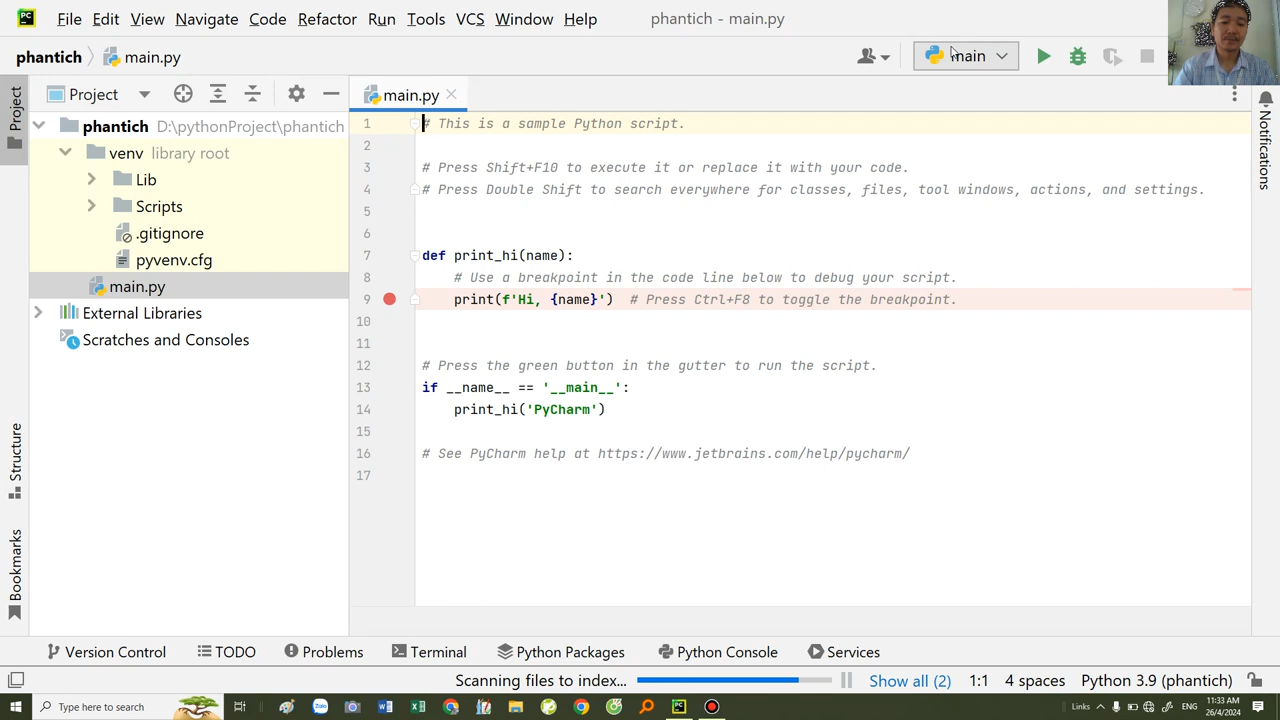 PC File Edit View Navigate Code Refactor Run Tools VCS Window Help phantich - main.py
phantich main.py main
Project main.py
Project
phantich D:\pythonProject\phantich
venv library root
Lib
Scripts
.gitignore
pyvenv.cfg
main.py
External Libraries
Scratches and Consoles
1 # This is a sample Python script.
2
3 # Press Shift+F10 to execute it or replace it with your code.
4 # Press Double Shift to search everywhere for classes, files, tool windows, actions, and settings.
5
6
7 def print_hi(name):
8 # Use a breakpoint in the code line below to debug your script.
9 print(f'Hi, {name}') # Press Ctrl+F8 to toggle the breakpoint.
10
11
12 # Press the green button in the gutter to run the script.
13 if __name__ == '__main__':
14 print_hi('PyCharm')
15
16 # See PyCharm help at https://www.jetbrains.com/help/pycharm/
17
Notifications
Structure
Bookmarks
Version Control TODO Problems Terminal Python Packages Python Console Services
Scanning files to index... Show all (2) 1:1 4 spaces Python 3.9 (phantich)
Type here to search Zalo Links ENG 11:33 AM
26/4/2024